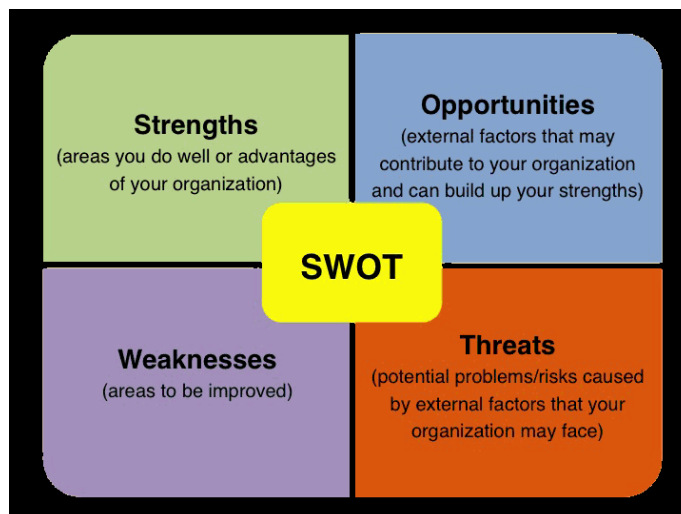 Strengths
(areas you do well or advantages
of your organization)
Opportunities
(external factors that may
contribute to your organization
and can build up your strengths)
SWOT
Weaknesses
(areas to be improved)
Threats
(potential problems/risks caused
by external factors that your
organization may face)